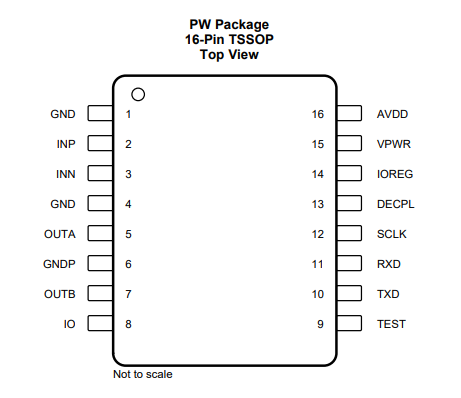 PW Package
16-Pin TSSOP
Top View
GND 1 16 AVDD
INP 2 15 VPWR
INN 3 14 IOREG
GND 4 13 DECPL
OUTA 5 12 SCLK
GNDP 6 11 RXD
OUTB 7 10 TXD
IO 8 9 TEST
Not to scale